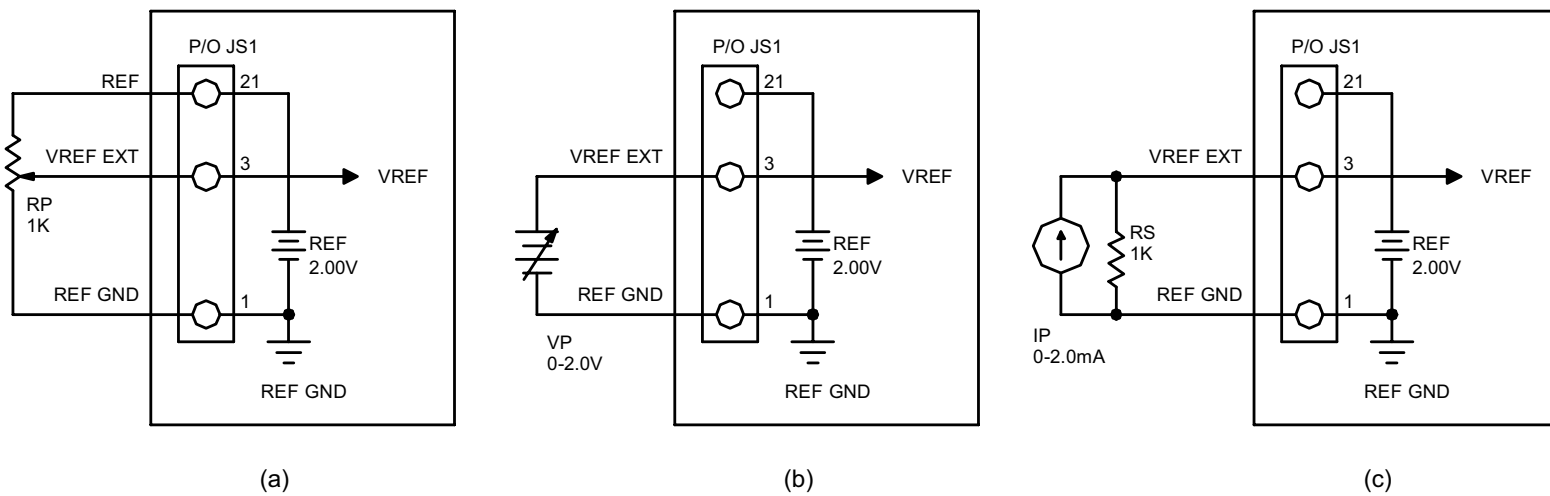 P/O JS1
REF
21
VREF EXT
3
VREF
RP
1K
REF
2.00V
REF GND
1
REF GND
(a)
P/O JS1
21
VREF EXT
3
VREF
REF
2.00V
REF GND
1
VP
0-2.0V
REF GND
(b)
P/O JS1
21
VREF EXT
3
VREF
RS
1K
REF
2.00V
REF GND
1
IP
0-2.0mA
REF GND
(c)